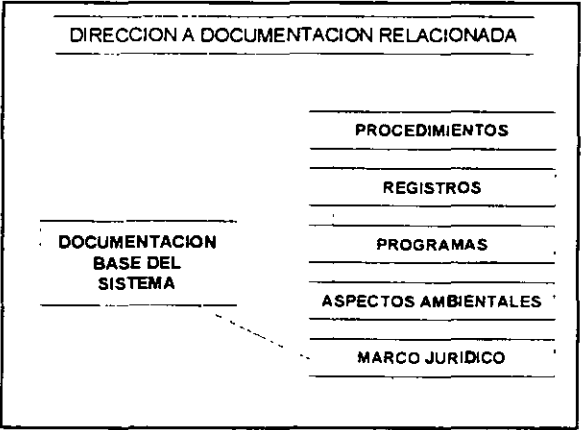 DIRECCION A DOCUMENTACION RELACIONADA
PROCEDIMIENTOS
REGISTROS
DOCUMENTACION
BASE DEL
SISTEMA
PROGRAMAS
ASPECTOS AMBIENTALES
MARCO JURIDICO